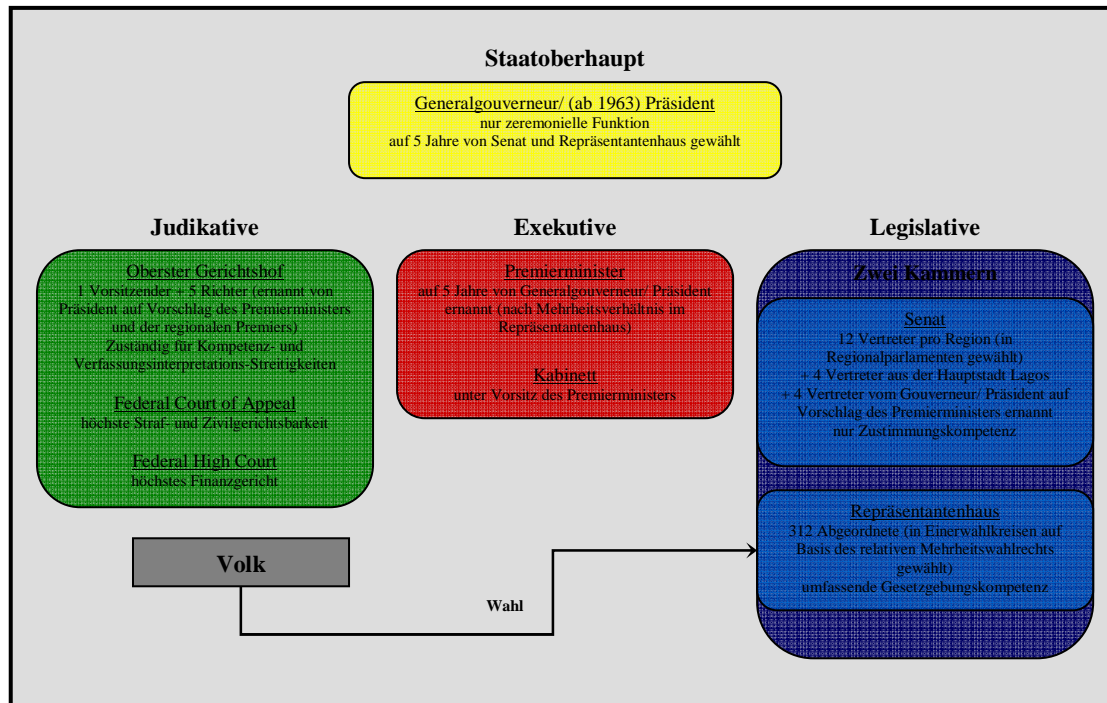 Staatoberhaupt
Generalgouverneur/ (ab 1963) Präsident
nur zeremonielle Funktion
auf 5 Jahre von Senat und Repräsentantenhaus gewählt
Judikative
Oberster Gerichtshof
1 Vorsitzender + 5 Richter (ernannt von
Präsident auf Vorschlag des Premierministers
und der regionalen Premiers)
Zuständig für Kompetenz- und
Verfassungsinterpretations-Streitigkeiten
Federal Court of Appeal
höchste Straf- und Zivilgerichtsbarkeit
Federal High Court
höchstes Finanzgericht
Exekutive
Premierminister
auf 5 Jahre von Generalgouverneur/ Präsident
ernannt (nach Mehrheitsverhältnis im
Repräsentantenhaus)
Kabinett
unter Vorsitz des Premierministers
Legislative
Zwei Kammern
Senat
12 Vertreter pro Region (in
Regionalparlamenten gewählt)
+ 4 Vertreter aus der Hauptstadt Lagos
+ 4 Vertreter vom Gouverneur/ Präsident auf
Vorschlag des Premierministers ernannt
nur Zustimmungskompetenz
Repräsentantenhaus
312 Abgeordnete (in Einerwahlkreisen auf
Basis des relativen Mehrheitswahlrechts
gewählt)
umfassende Gesetzgebungskompetenz
Volk
Wahl